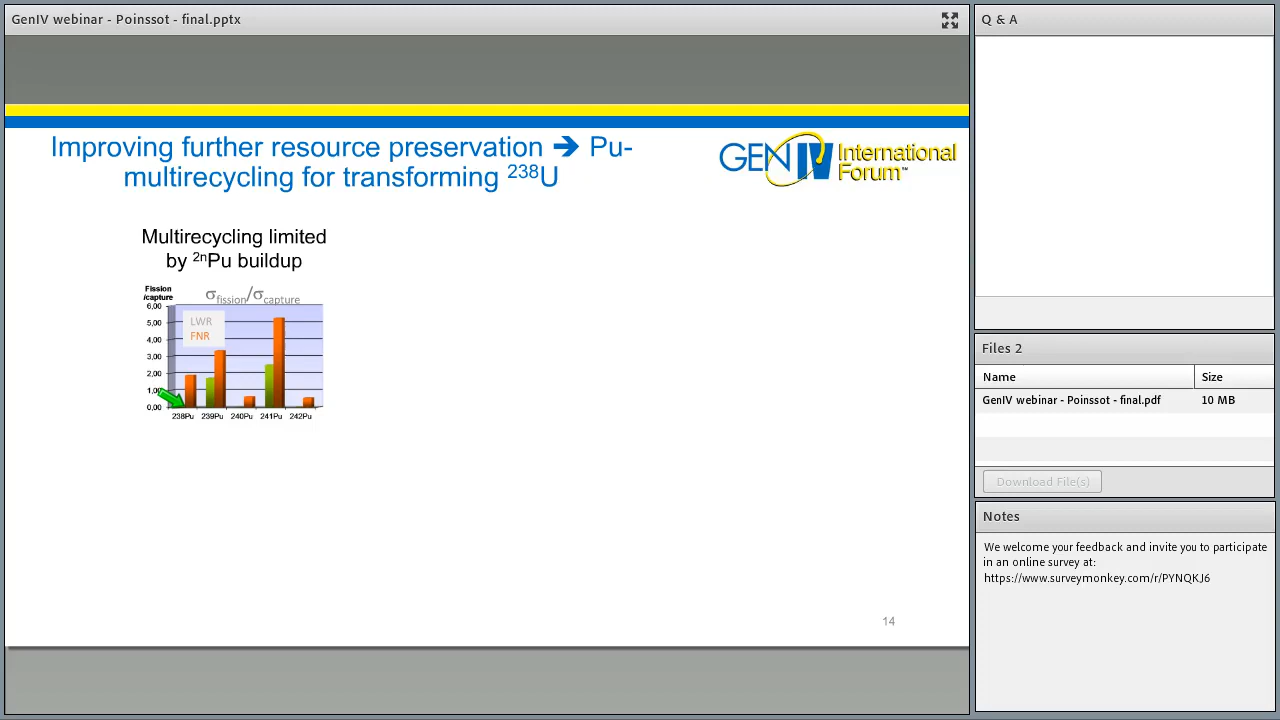 GenIV webinar - Poinssot - final.pptx
Improving further resource preservation ➔ Pu-
multirecycling for transforming ²³⁸U
GENIV International
Forum™
Multirecycling limited
by ²ⁿPu buildup
Fission
/capture
σfission/σcapture
6,00
5,00
4,00
3,00
2,00
1,00
0,00
LWR
FNR
238Pu 239Pu 240Pu 241Pu 242Pu
14
Q & A
Files 2
Name Size
GenIV webinar - Poinssot - final.pdf 10 MB
Download File(s)
Notes
We welcome your feedback and invite you to participate
in an online survey at:
https://www.surveymonkey.com/r/PYNQKJ6